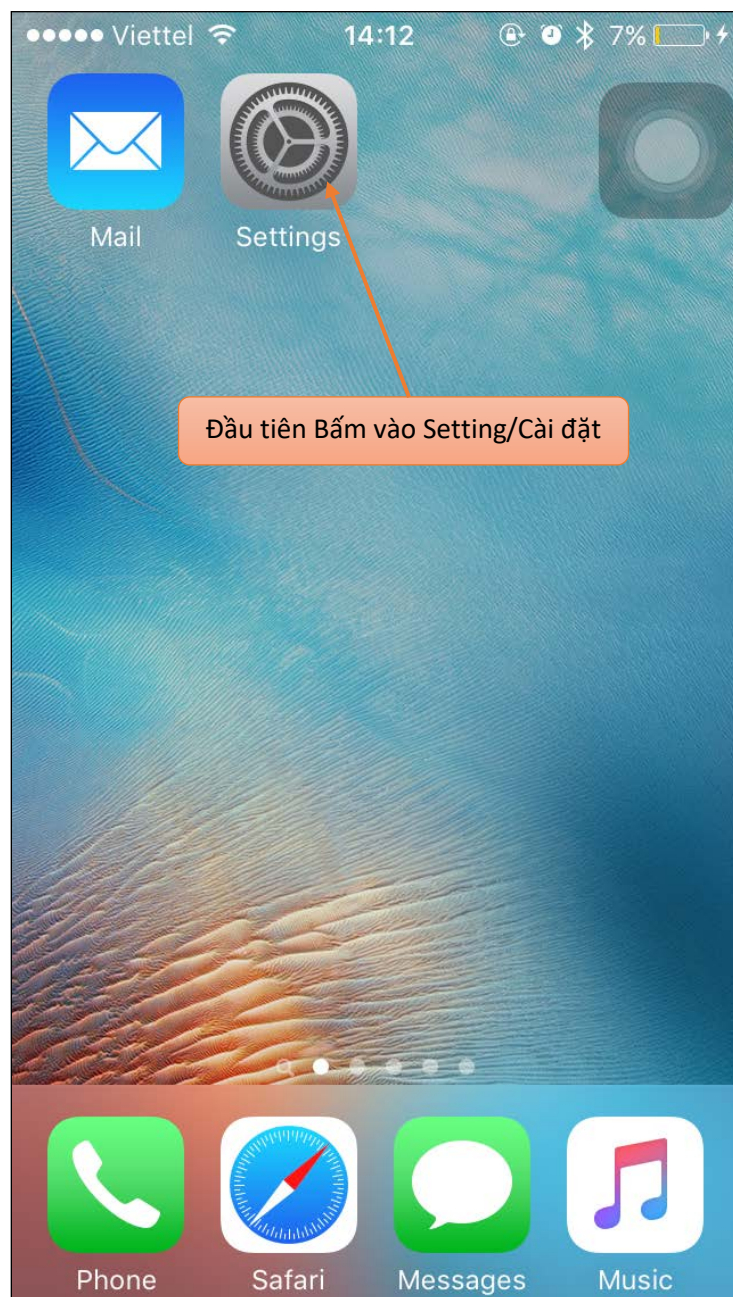 Viettel 14:12 7%
Mail Settings
Đầu tiên Bấm vào Setting/Cài đặt
Phone Safari Messages Music